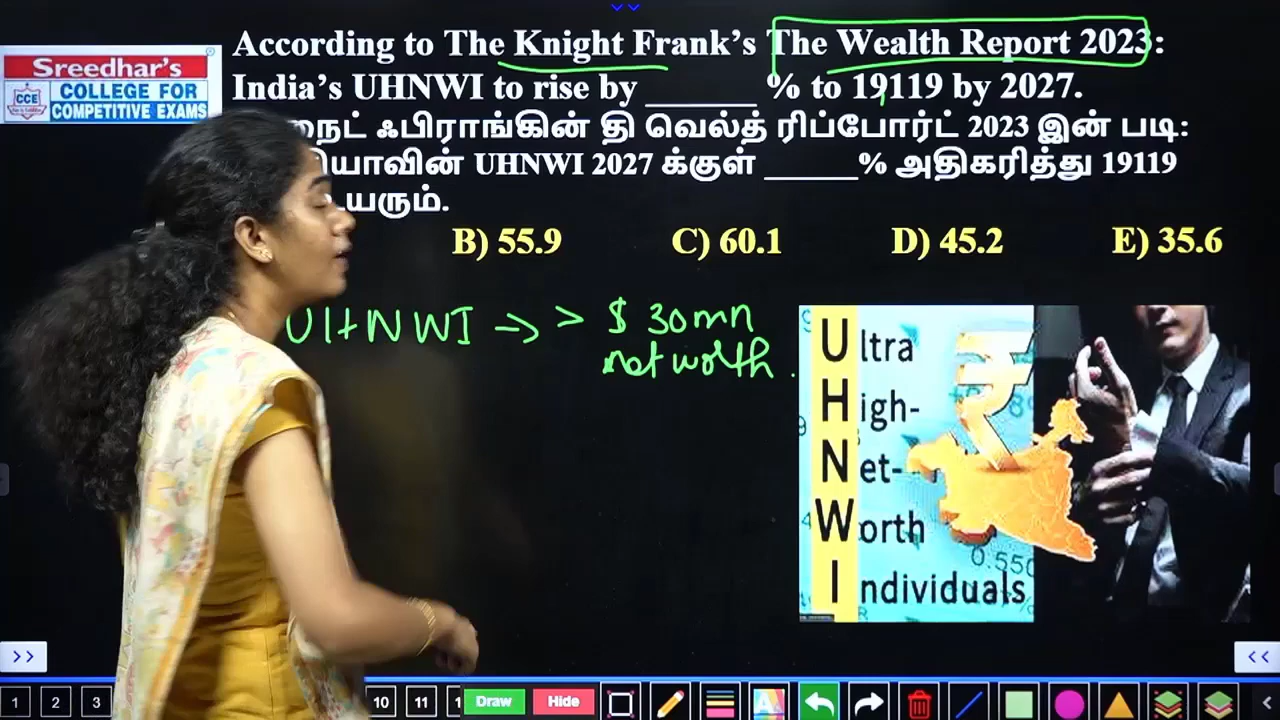 According to The Knight Frank’s The Wealth Report 2023:
Sreedhar's
CCE
COLLEGE FOR
COMPETITIVE EXAMS
India’s UHNWI to rise by ______ % to 19119 by 2027.
ஃபிராங்கின் தி வெல்த் ரிப்போர்ட் 2023 இன் படி:
UHNWI 2027 க்குள் ______% அதிகரித்து 19119
B) 55.9 C) 60.1 D) 45.2 E) 35.6
UHNWI → > $ 30mn
net worth.
Ultra
High-
Net-
Worth
Individuals
0.550
>> <<
1 2 3 10 11 Draw Hide A <